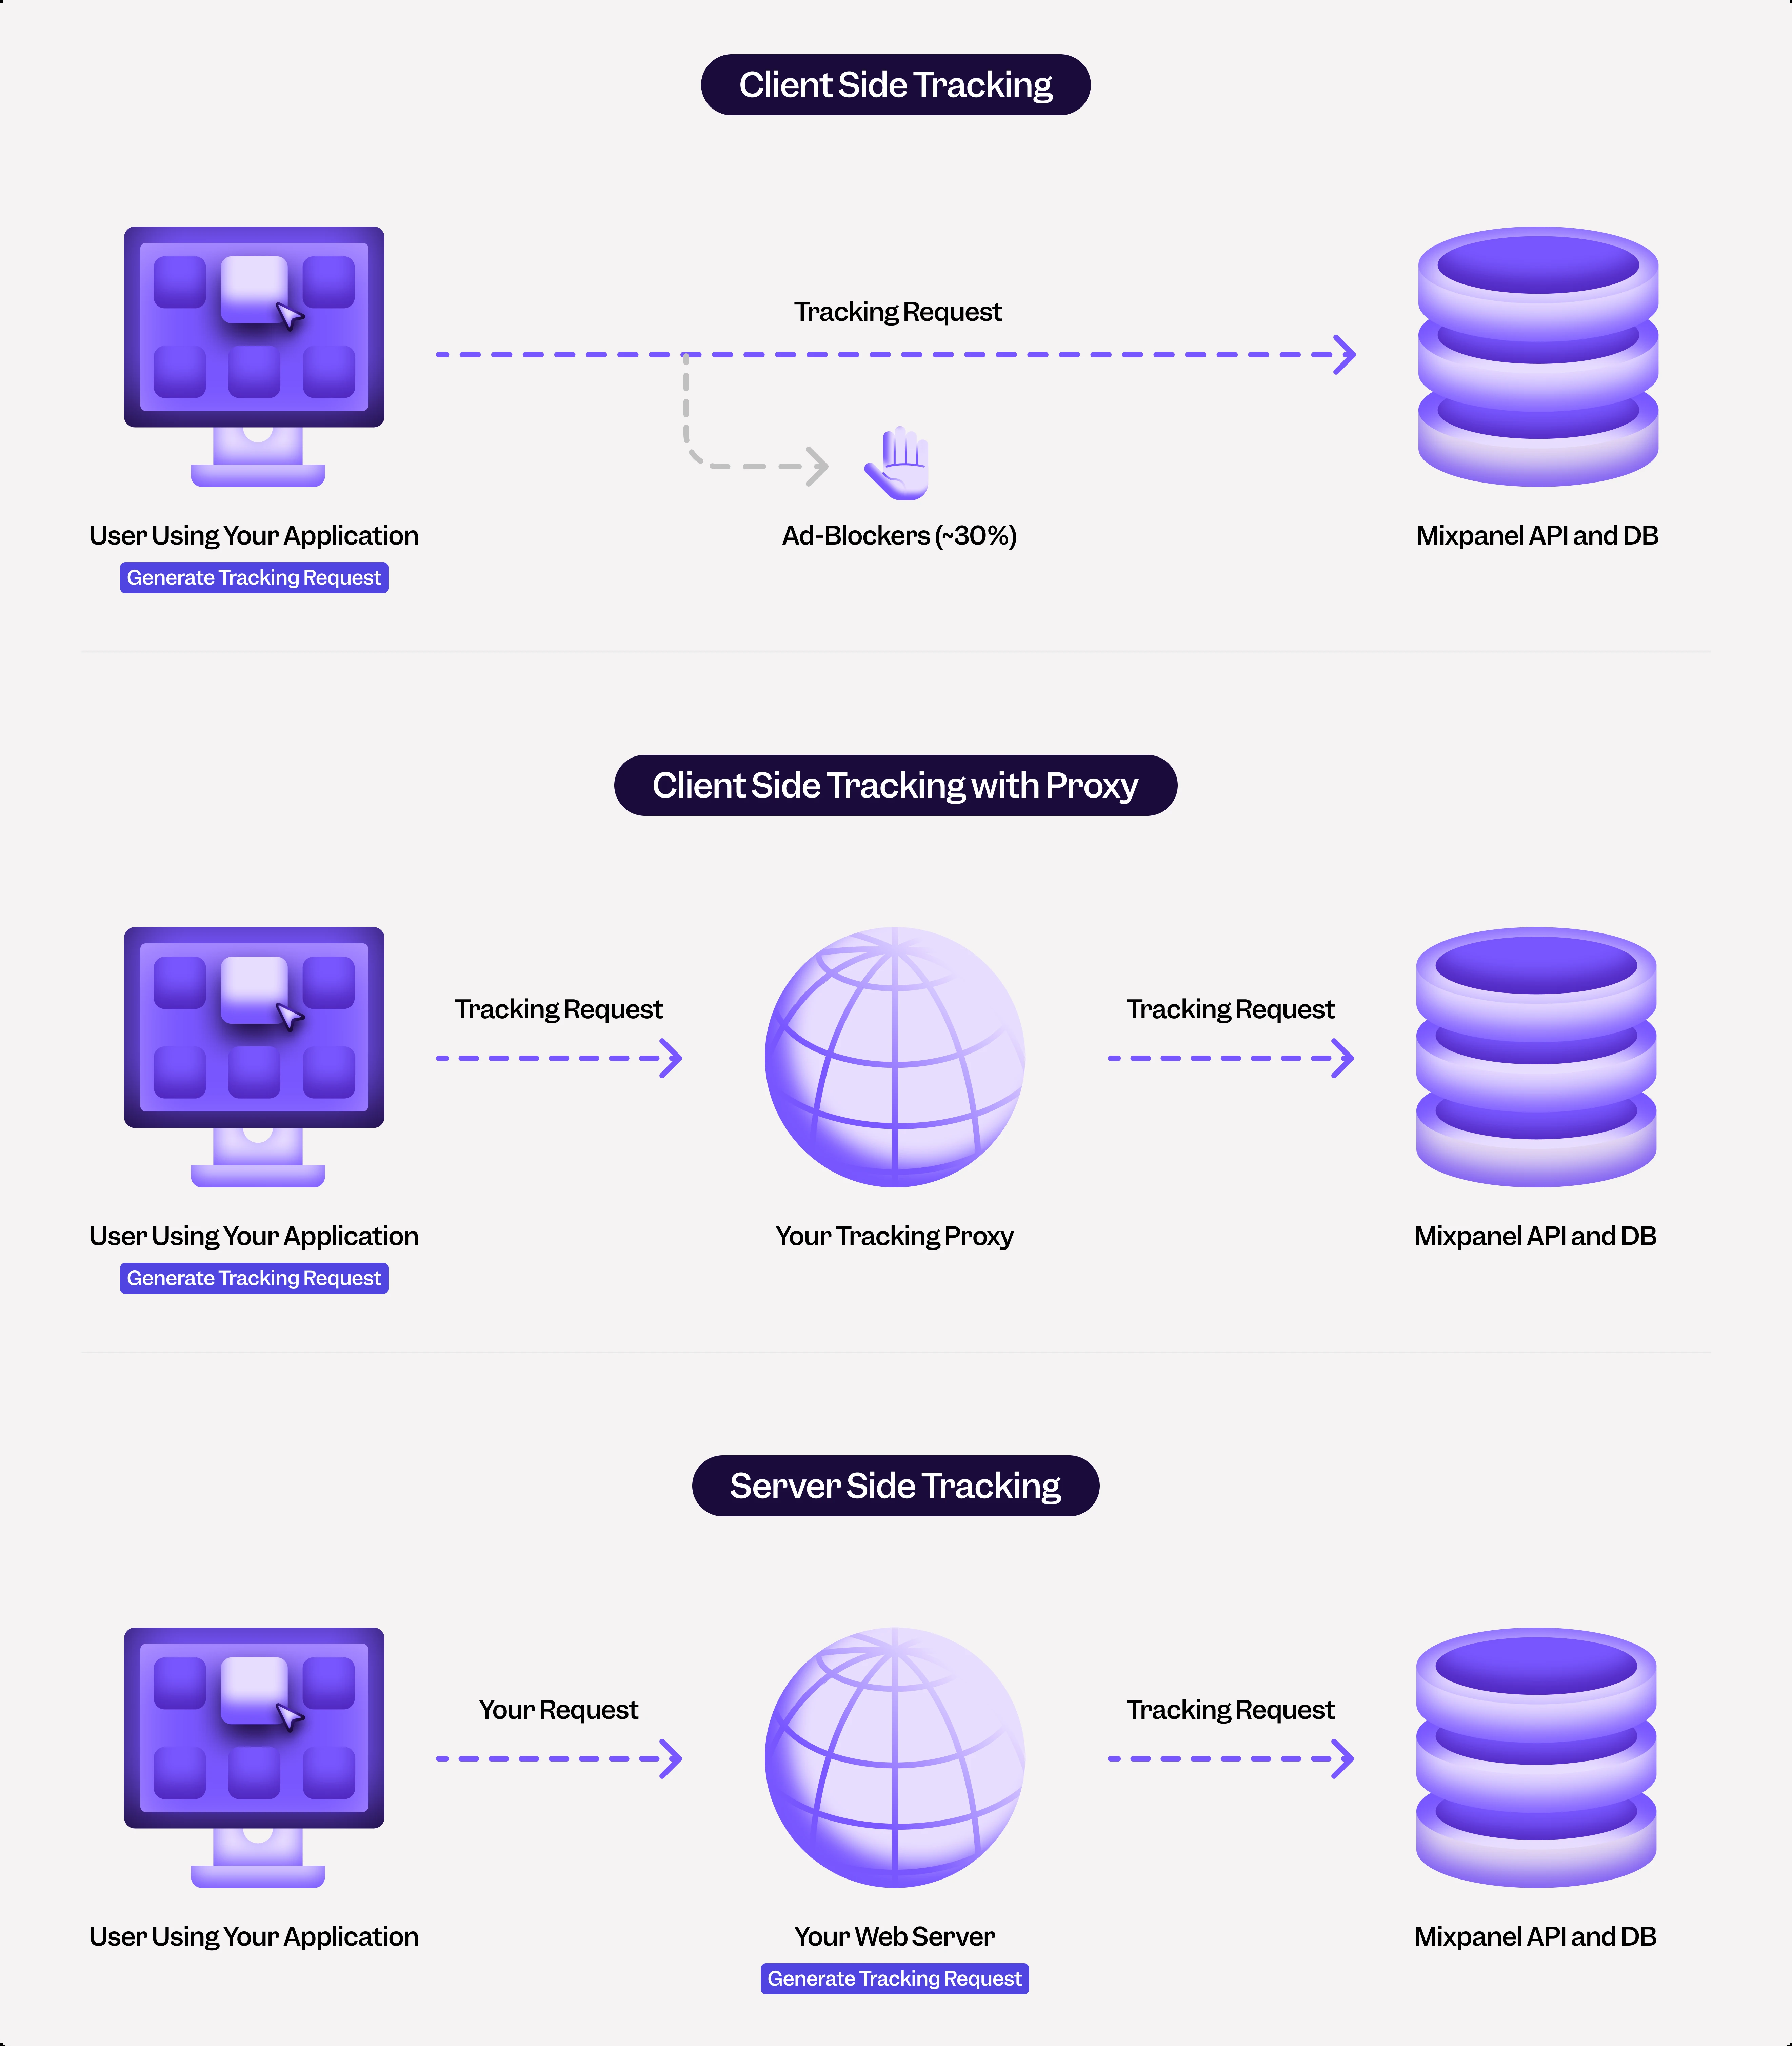 Client Side Tracking
Tracking Request
User Using Your Application
Ad-Blockers (~30%)
Mixpanel API and DB
Generate Tracking Request
Client Side Tracking with Proxy
Tracking Request
Tracking Request
User Using Your Application
Your Tracking Proxy
Mixpanel API and DB
Generate Tracking Request
Server Side Tracking
Your Request
Tracking Request
User Using Your Application
Your Web Server
Mixpanel API and DB
Generate Tracking Request